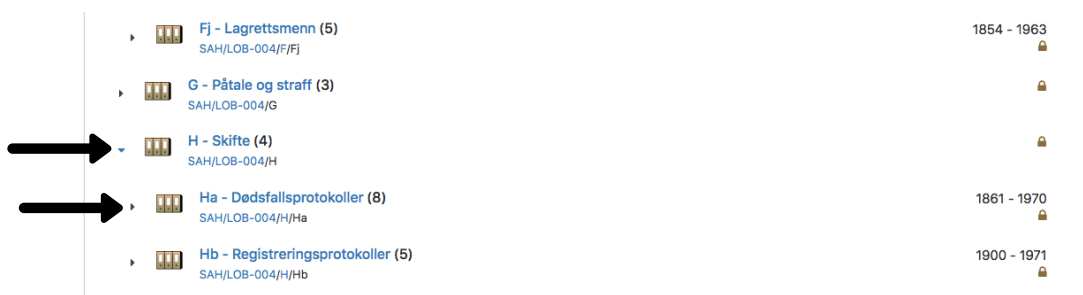 Fj - Lagrettsmenn (5)
1854 - 1963
SAH/LOB-004/F/Fj
G - Påtale og straff (3)
SAH/LOB-004/G
H - Skifte (4)
SAH/LOB-004/H
Ha - Dødsfallsprotokoller (8)
1861 - 1970
SAH/LOB-004/H/Ha
Hb - Registreringsprotokoller (5)
1900 - 1971
SAH/LOB-004/H/Hb